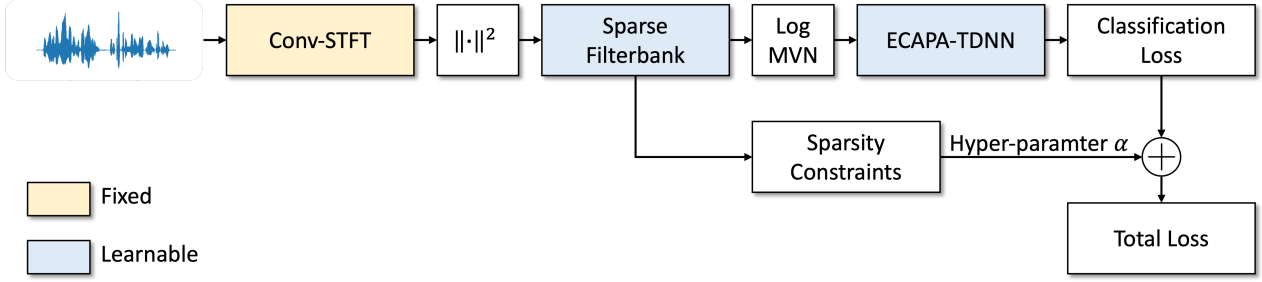 Conv-STFT
‖·‖²
Sparse
Filterbank
Log
MVN
ECAPA-TDNN
Classification
Loss
Sparsity
Constraints
Hyper-paramter α
Total Loss
Fixed
Learnable